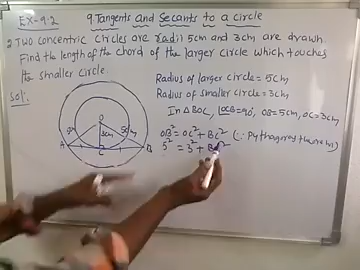 EX-9.2
9. Tangents and Secants to a circle
2 Two concentric circles are radii 5cm and 3cm are drawn.
Find the length of the chord of the larger circle which touches
the smaller circle.
Sol:
Radius of larger circle = 5cm,
Radius of smaller circle = 3cm,
In ΔBOC, ∠OCB=90°, OB=5cm, OC=3cm
OB²=OC²+BC² (∵ Pythagores theorem)
5²=3²+
O
3cm
5cm
A
C
B